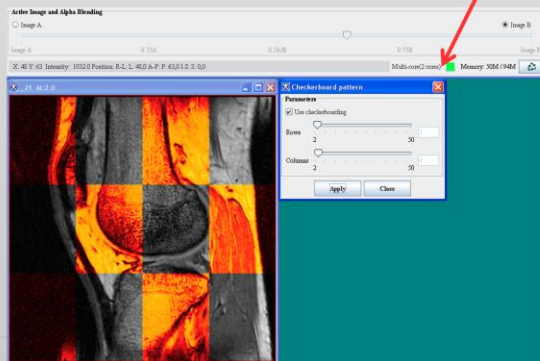 Active Image and Alpha Blending
Image A
Image B
Image A 0.75A 0.5A/B 0.75B Image B
X: 48 Y: 63 Intensity: 1032.0 Position: R-L: L: 48,0 A-P: P: 63,0 I-S: S: 0,0
Multi-core(2 cores)
Memory: 50M / 94M
M: 2.0
Checkerboard pattern
Parameters
Use checkerboarding
Rows
2 50
Columns
2 50
Apply Close